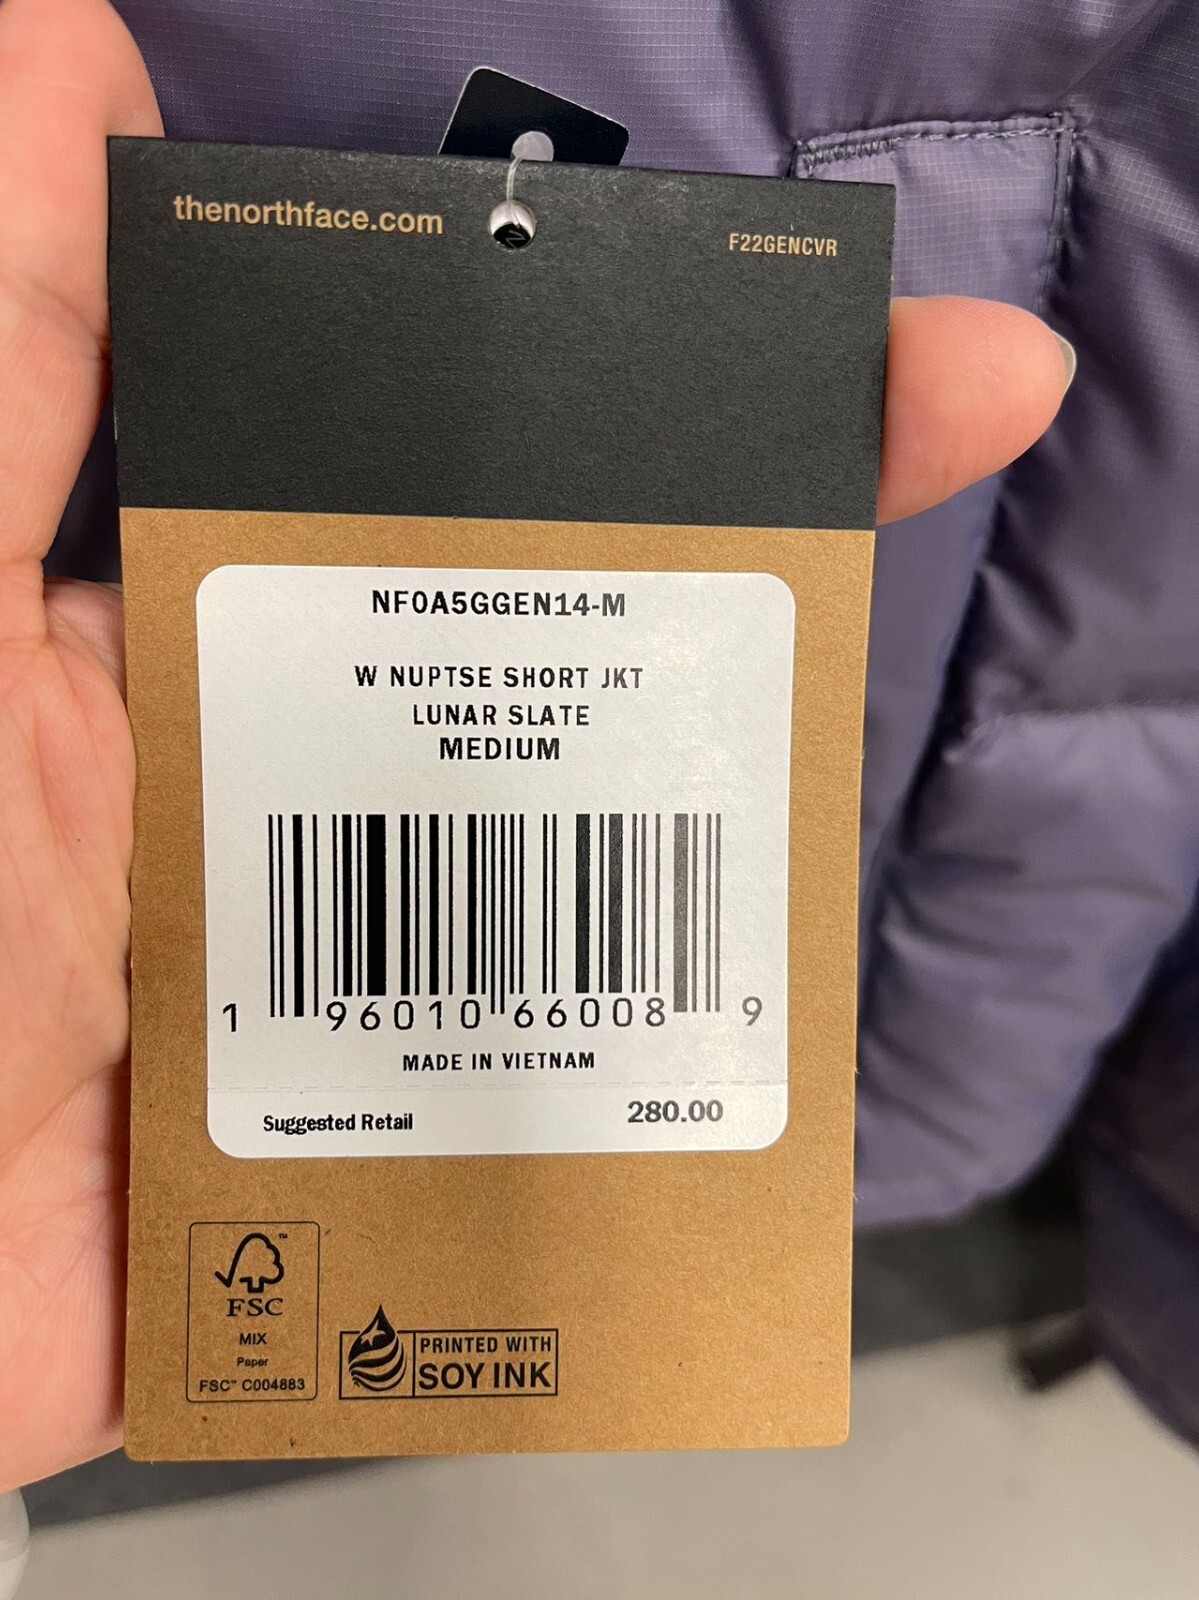 thenorthface.com
F22GENCVR
NF0A5GGEN14-M
W NUPTSE SHORT JKT
LUNAR SLATE
MEDIUM
1 96010 66008 9
MADE IN VIETNAM
Suggested Retail 280.00
FSC
MIX
Paper
FSC™ C004883
PRINTED WITH
SOY INK